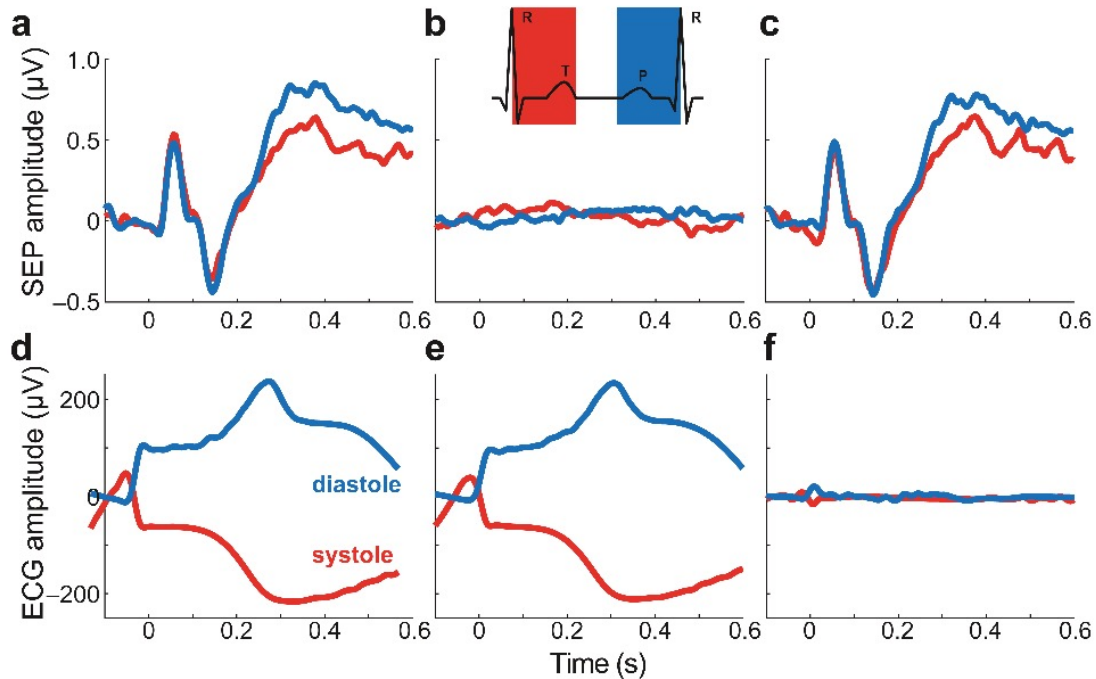 a
b
c
R
R
T
P
SEP amplitude (µV)
1.0
0.5
0
−0.5
0 0.2 0.4 0.6
0 0.2 0.4 0.6
0 0.2 0.4 0.6
d
e
f
ECG amplitude (µV)
200
0
−200
diastole
systole
0 0.2 0.4 0.6
0 0.2 0.4 0.6
0 0.2 0.4 0.6
Time (s)